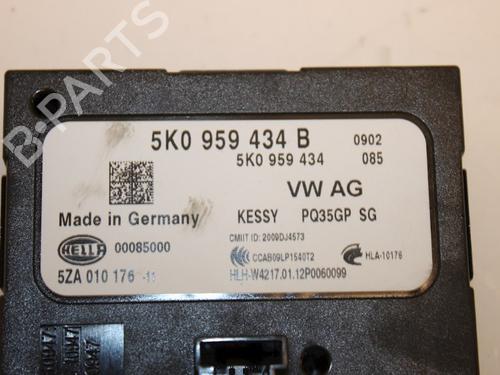 B-PARTS
5K0 959 434 B 0902
5K0 959 434 085
VW AG
Made in Germany KESSY PQ35GP SG
CMIIT ID: 2009DJ4573
HELLA 00085000 CCAB09LP1540T2 HLA-10176
5ZA 010 176 -11 HLH-W4217.01.12P0060099